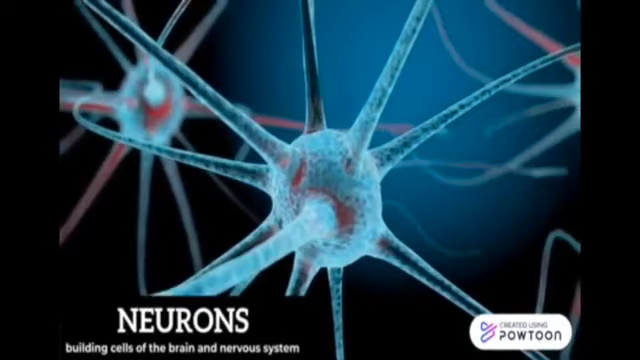 NEURONS
building cells of the brain and nervous system
CREATED USING
POWTOON